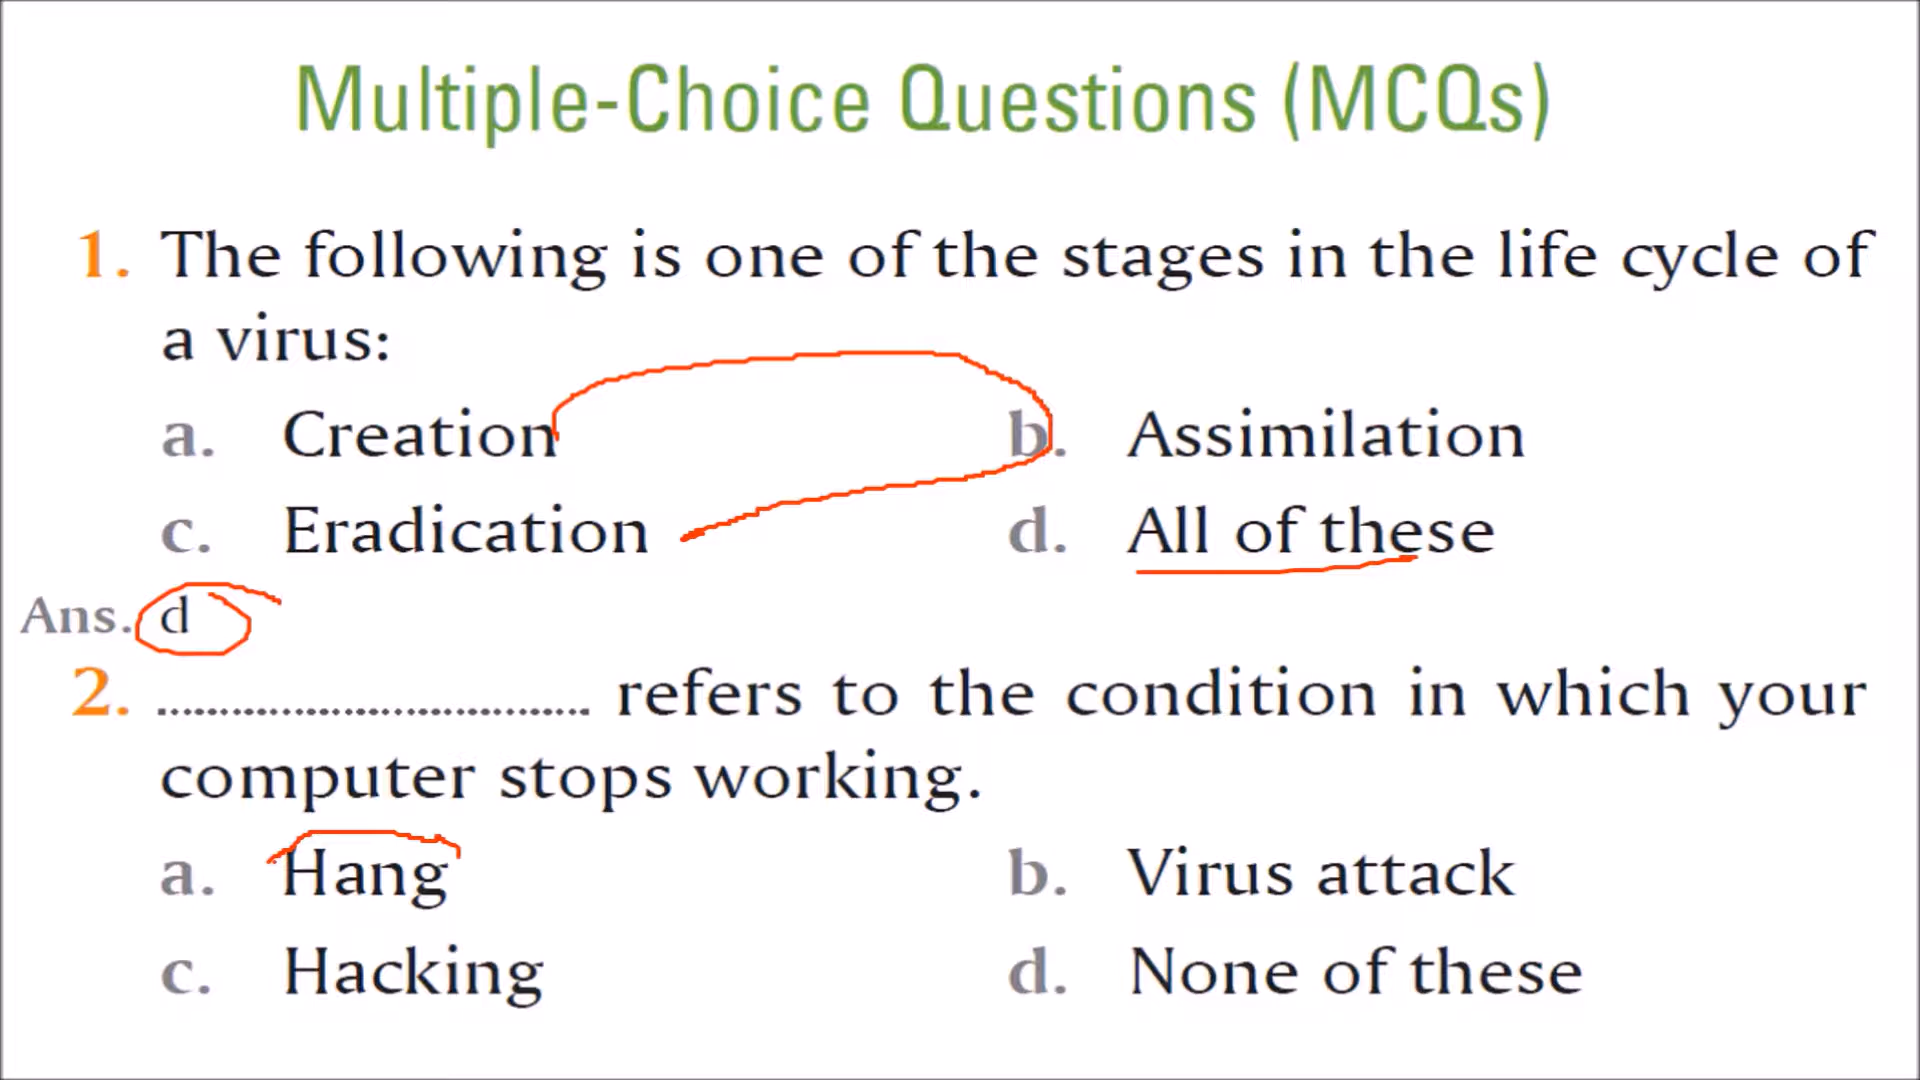 Multiple-Choice Questions (MCQs)
1. The following is one of the stages in the life cycle of
a virus:
a. Creation b. Assimilation
c. Eradication d. All of these
Ans. d
2. .................................. refers to the condition in which your
computer stops working.
a. Hang b. Virus attack
c. Hacking d. None of these